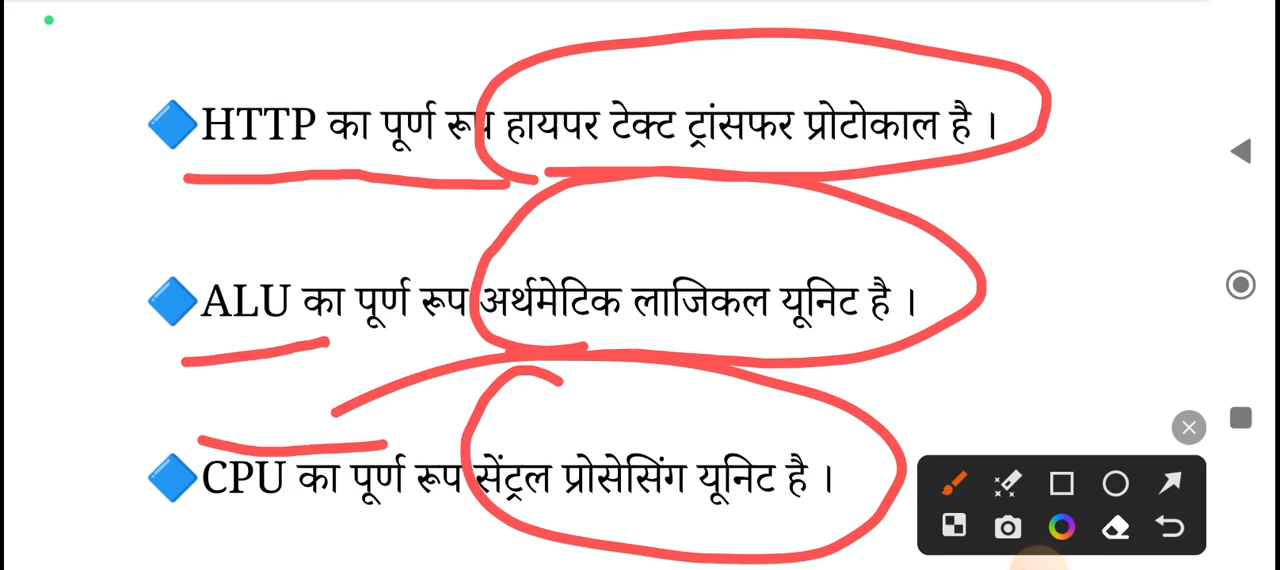 HTTP का पूर्ण रूप हायपर टेक्ट ट्रांसफर प्रोटोकाल है ।
ALU का पूर्ण रूप अर्थमेटिक लाजिकल यूनिट है ।
CPU का पूर्ण रूप सेंट्रल प्रोसेसिंग यूनिट है ।